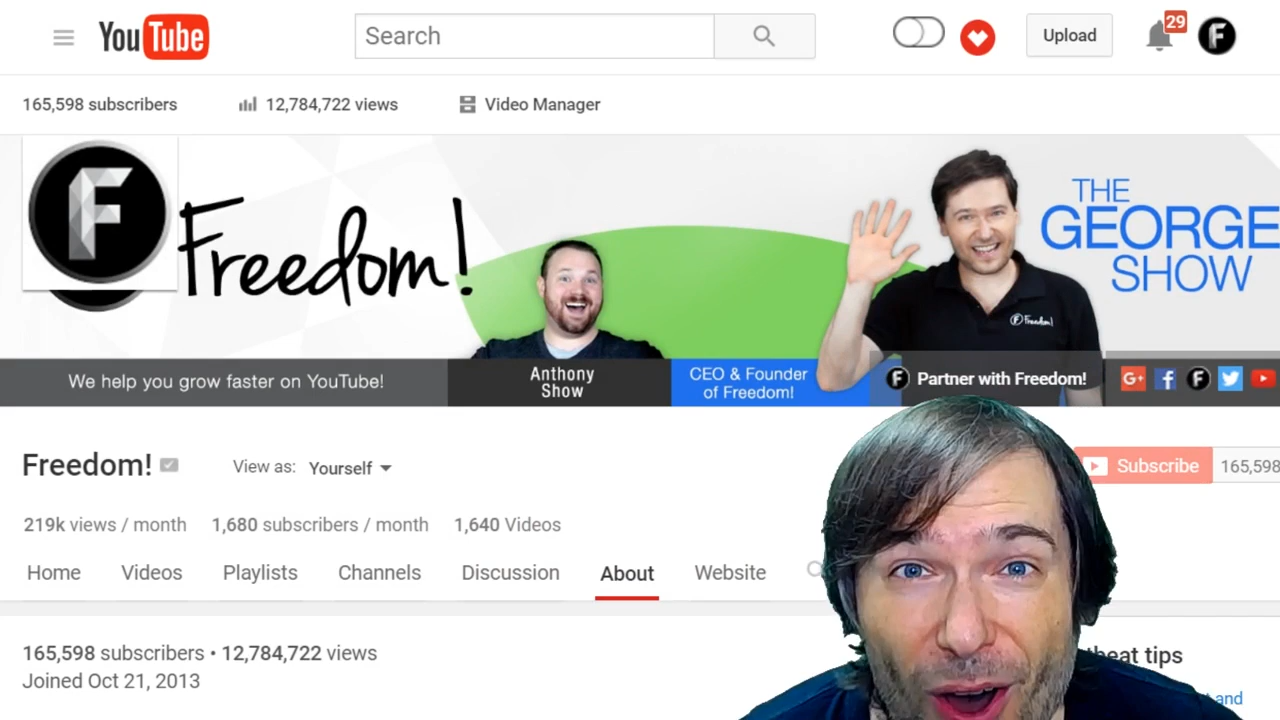 YouTube
Search
Upload
29
F
165,598 subscribers
12,784,722 views
Video Manager
F
Freedom!
THE
GEORGE
SHOW
F Freedom!
We help you grow faster on YouTube!
Anthony
Show
CEO & Founder
of Freedom!
F Partner with Freedom!
G+ f F
Freedom!
View as: Yourself
Subscribe 165,598
219k views / month 1,680 subscribers / month 1,640 Videos
Home Videos Playlists Channels Discussion About Website
165,598 subscribers • 12,784,722 views
Joined Oct 21, 2013
tips
and